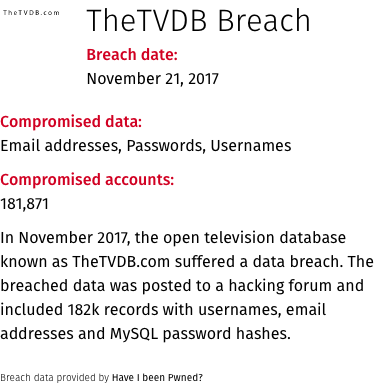 TheTVDB.com
TheTVDB Breach
Breach date:
November 21, 2017
Compromised data:
Email addresses, Passwords, Usernames
Compromised accounts:
181,871
In November 2017, the open television database
known as TheTVDB.com suffered a data breach. The
breached data was posted to a hacking forum and
included 182k records with usernames, email
addresses and MySQL password hashes.
Breach data provided by Have I been Pwned?